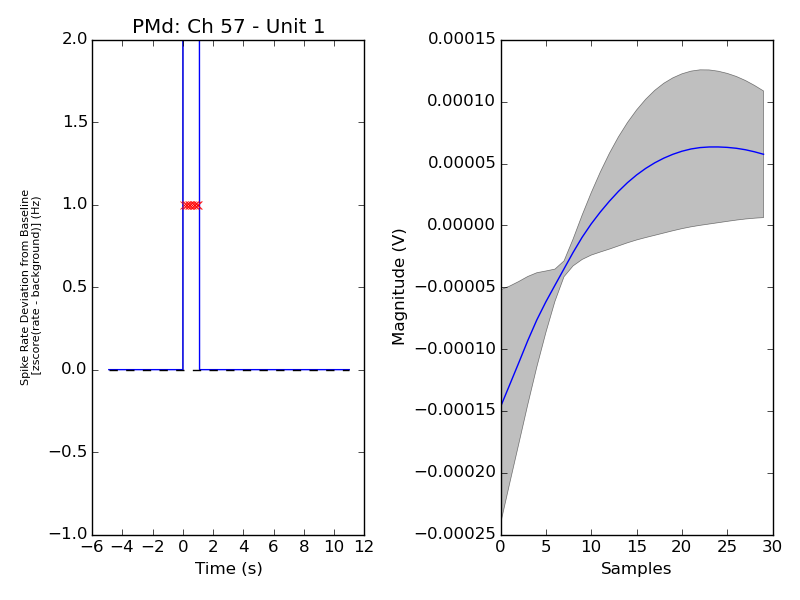 PMd: Ch 57 - Unit 1
2.0
1.5
1.0
0.5
0.0
−0.5
−1.0
Spike Rate Deviation from Baseline
[zscore(rate - background)] (Hz)
−6 −4 −2 0 2 4 6 8 10 12
Time (s)
0.00015
0.00010
0.00005
0.00000
−0.00005
−0.00010
−0.00015
−0.00020
−0.00025
Magnitude (V)
0 5 10 15 20 25 30
Samples